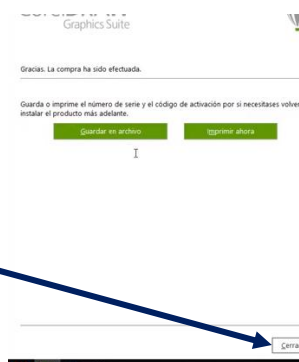 Graphics Suite
Gracias. La compra ha sido efectuada.
Guarda o imprime el número de serie y el código de activación por si necesitases volver
instalar el producto más adelante.
Guardar en archivo
Imprimir ahora
Cerra